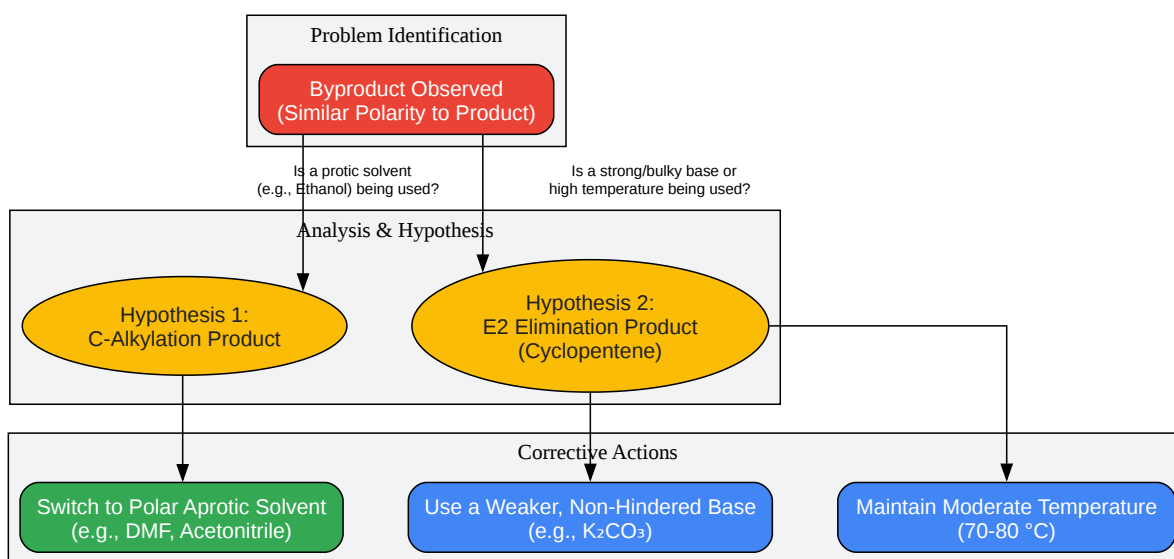 Problem Identification
Byproduct Observed
(Similar Polarity to Product)
Is a protic solvent
(e.g., Ethanol) being used?
Is a strong/bulky base or
high temperature being used?
Analysis & Hypothesis
Hypothesis 1:
C-Alkylation Product
Hypothesis 2:
E2 Elimination Product
(Cyclopentene)
Corrective Actions
Switch to Polar Aprotic Solvent
(e.g., DMF, Acetonitrile)
Use a Weaker, Non-Hindered Base
(e.g., K₂CO₃)
Maintain Moderate Temperature
(70-80 °C)